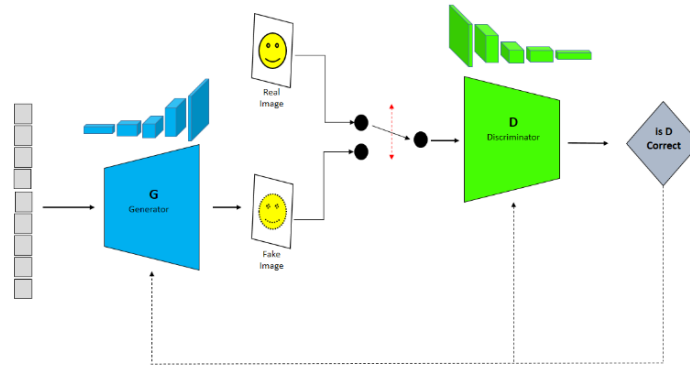 Real
Image
G
Generator
Fake
Image
D
Discriminator
is D
Correct